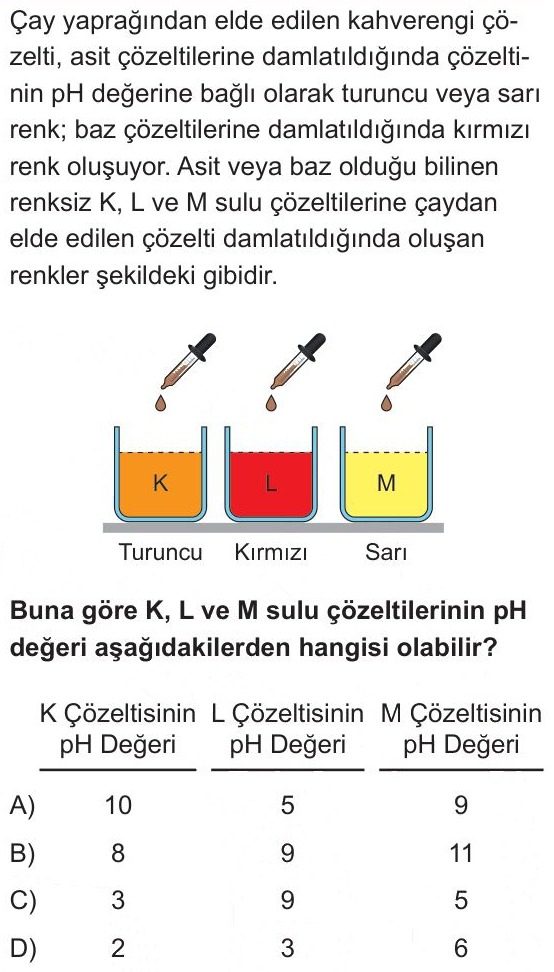 Çay yaprağından elde edilen kahverengi çö-
zelti, asit çözeltilerine damlatıldığında çözelti-
nin pH değerine bağlı olarak turuncu veya sarı
renk; baz çözeltilerine damlatıldığında kırmızı
renk oluşuyor. Asit veya baz olduğu bilinen
renksiz K, L ve M sulu çözeltilerine çaydan
elde edilen çözelti damlatıldığında oluşan
renkler şekildeki gibidir.
K L M
Turuncu Kırmızı Sarı
Buna göre K, L ve M sulu çözeltilerinin pH
değeri aşağıdakilerden hangisi olabilir?
K Çözeltisinin L Çözeltisinin M Çözeltisinin
pH Değeri pH Değeri pH Değeri
A) 10 5 9
B) 8 9 11
C) 3 9 5
D) 2 3 6